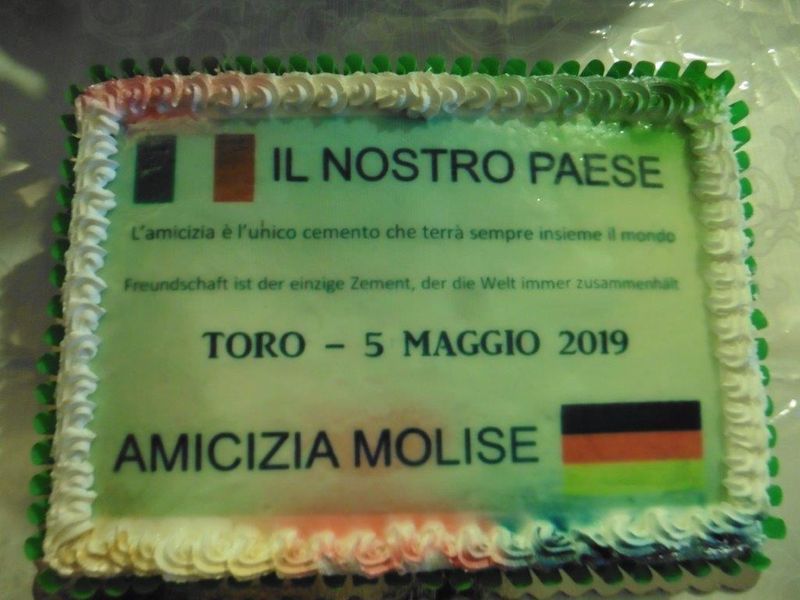 IL NOSTRO PAESE
L'amicizia è l'unico cemento che terrà sempre insieme il mondo
Freundschaft ist der einzige Zement, der die Welt immer zusammenhält
TORO – 5 MAGGIO 2019
AMICIZIA MOLISE